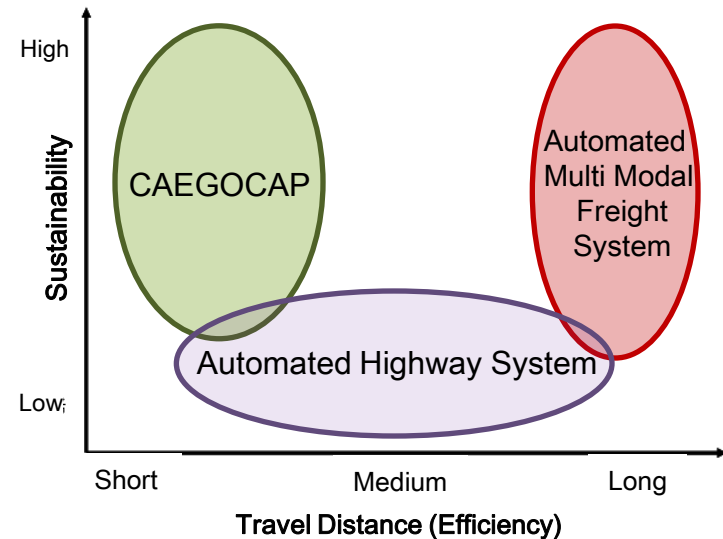 High
Sustainability
Low
CAEGOCAP
Automated
Multi Modal
Freight
System
Automated Highway System
Short
Medium
Long
Travel Distance (Efficiency)